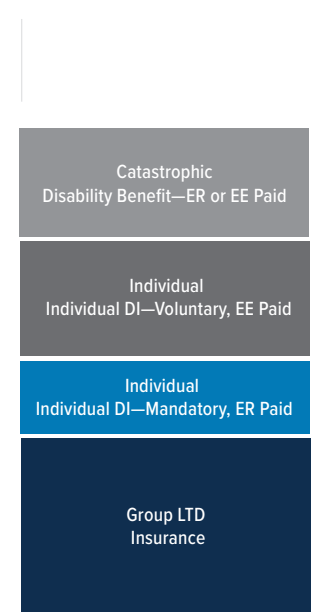 Catastrophic
Disability Benefit—ER or EE Paid
Individual
Individual DI—Voluntary, EE Paid
Individual
Individual DI—Mandatory, ER Paid
Group LTD
Insurance